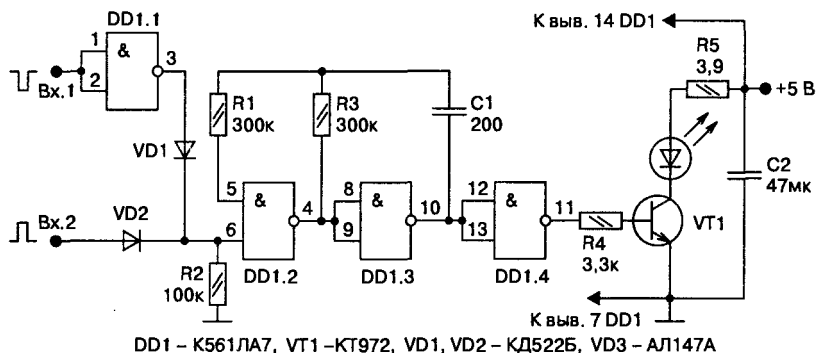 DD1.1
К выв. 14 DD1
1
&
3
2
Вх.1
R5
3,9
+5 В
R1
300к
R3
300к
C1
200
VD1
C2
47мк
5
&
4
8
&
10
12
&
11
Вх.2
VD2
6
9
13
VT1
R2
100к
DD1.2
DD1.3
DD1.4
R4
3,3к
К выв. 7 DD1
DD1 – К561ЛА7, VT1 –КТ972, VD1, VD2 – КД522Б, VD3 – АЛ147А